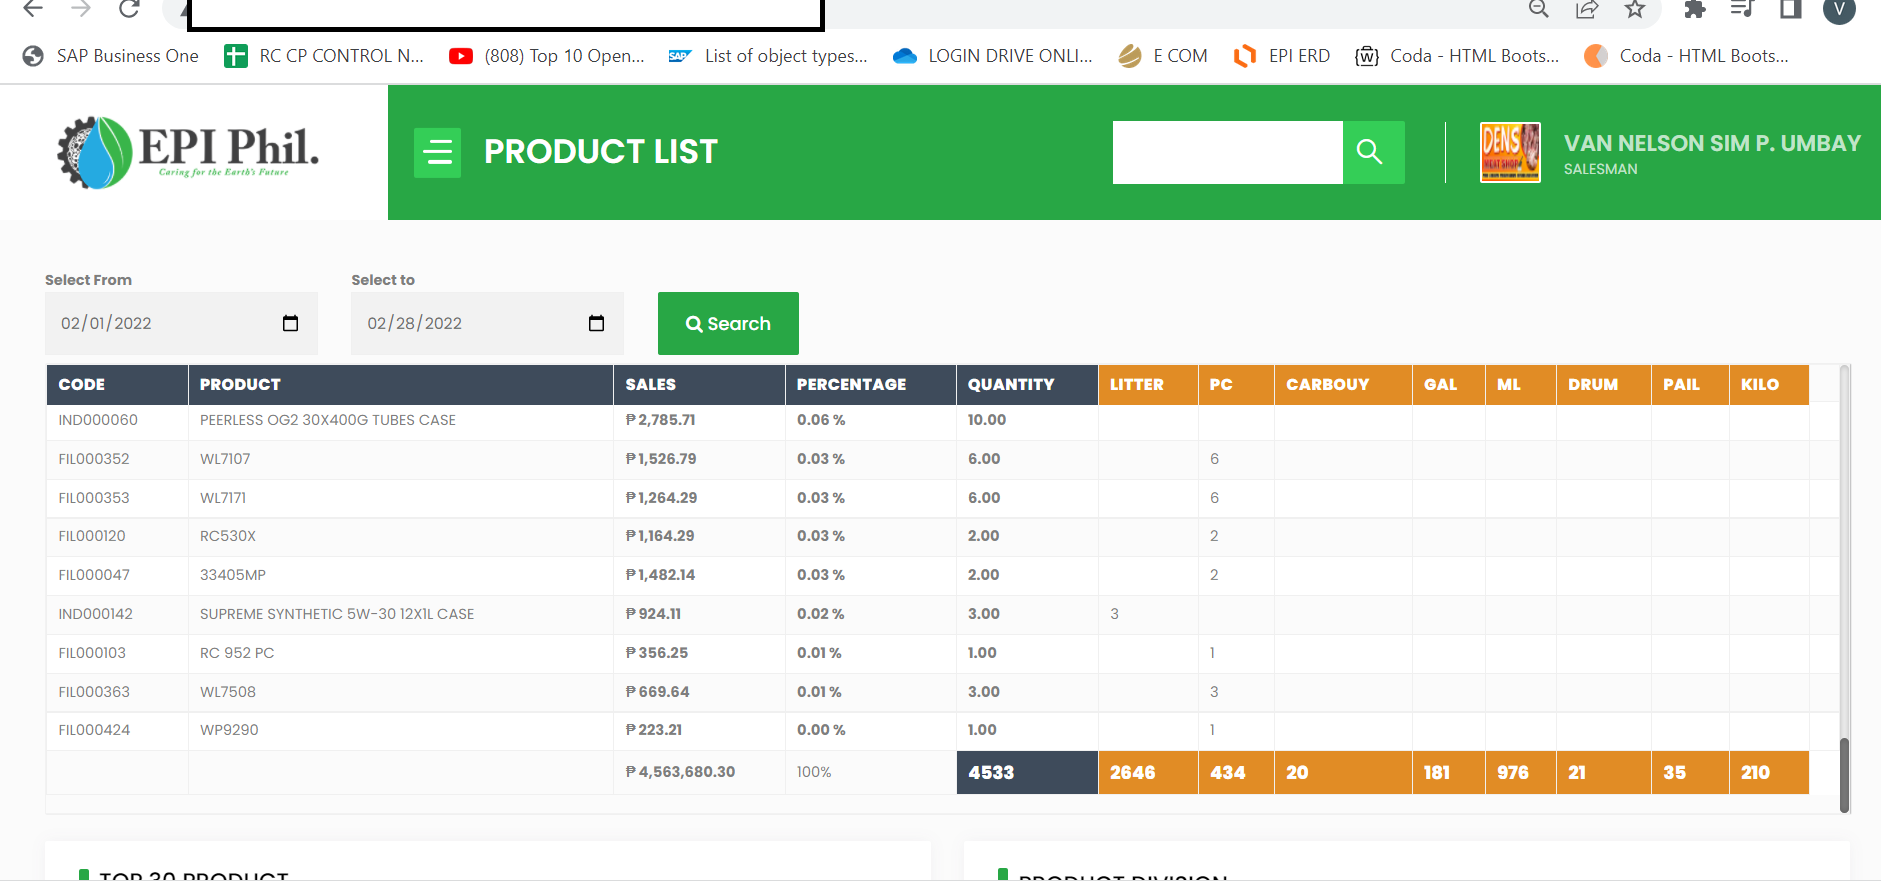 V
SAP Business One
RC CP CONTROL N...
(808) Top 10 Open...
SAP
List of object types...
LOGIN DRIVE ONLI...
E COM
EPI ERD
W
Coda - HTML Boots...
Coda - HTML Boots...
EPI Phil.
Caring for the Earth's Future
PRODUCT LIST
DENS
MEAT SHOP
VAN NELSON SIM P. UMBAY
SALESMAN
Select From
Select to
02/01/2022
02/28/2022
Search
CODE PRODUCT SALES PERCENTAGE QUANTITY LITTER PC CARBOUY GAL ML DRUM PAIL KILO
IND000060 PEERLESS OG2 30X400G TUBES CASE ₱ 2,785.71 0.06 % 10.00
FIL000352 WL7107 ₱ 1,526.79 0.03 % 6.00 6
FIL000353 WL7171 ₱ 1,264.29 0.03 % 6.00 6
FIL000120 RC530X ₱ 1,164.29 0.03 % 2.00 2
FIL000047 33405MP ₱ 1,482.14 0.03 % 2.00 2
IND000142 SUPREME SYNTHETIC 5W-30 12X1L CASE ₱ 924.11 0.02 % 3.00 3
FIL000103 RC 952 PC ₱ 356.25 0.01 % 1.00 1
FIL000363 WL7508 ₱ 669.64 0.01 % 3.00 3
FIL000424 WP9290 ₱ 223.21 0.00 % 1.00 1
₱ 4,563,680.30 100% 4533 2646 434 20 181 976 21 35 210
TOP 30 PRODUCT
PRODUCT DIVISION